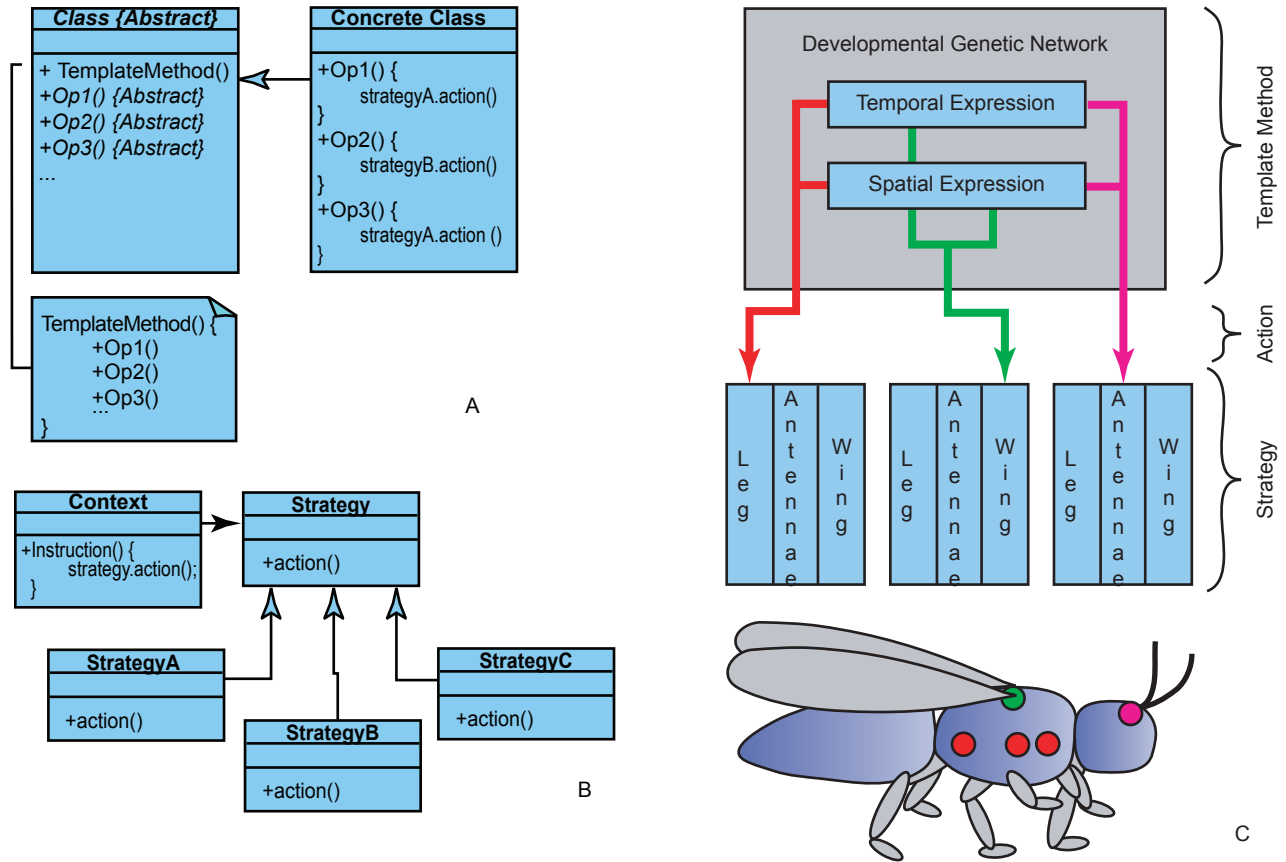 Class {Abstract}
+ TemplateMethod()
+Op1() {Abstract}
+Op2() {Abstract}
+Op3() {Abstract}
...
Concrete Class
+Op1() {
strategyA.action()
}
+Op2() {
strategyB.action()
}
+Op3() {
strategyA.action ()
}
TemplateMethod() {
+Op1()
+Op2()
+Op3()
...
}
A
Context
+Instruction() {
strategy.action();
}
Strategy
+action()
StrategyA
+action()
StrategyB
+action()
StrategyC
+action()
B
Developmental Genetic Network
Temporal Expression
Spatial Expression
Template Method
Action
Strategy
Leg
Antennae
Wing
Leg
Antennae
Wing
Leg
Antennae
Wing
C